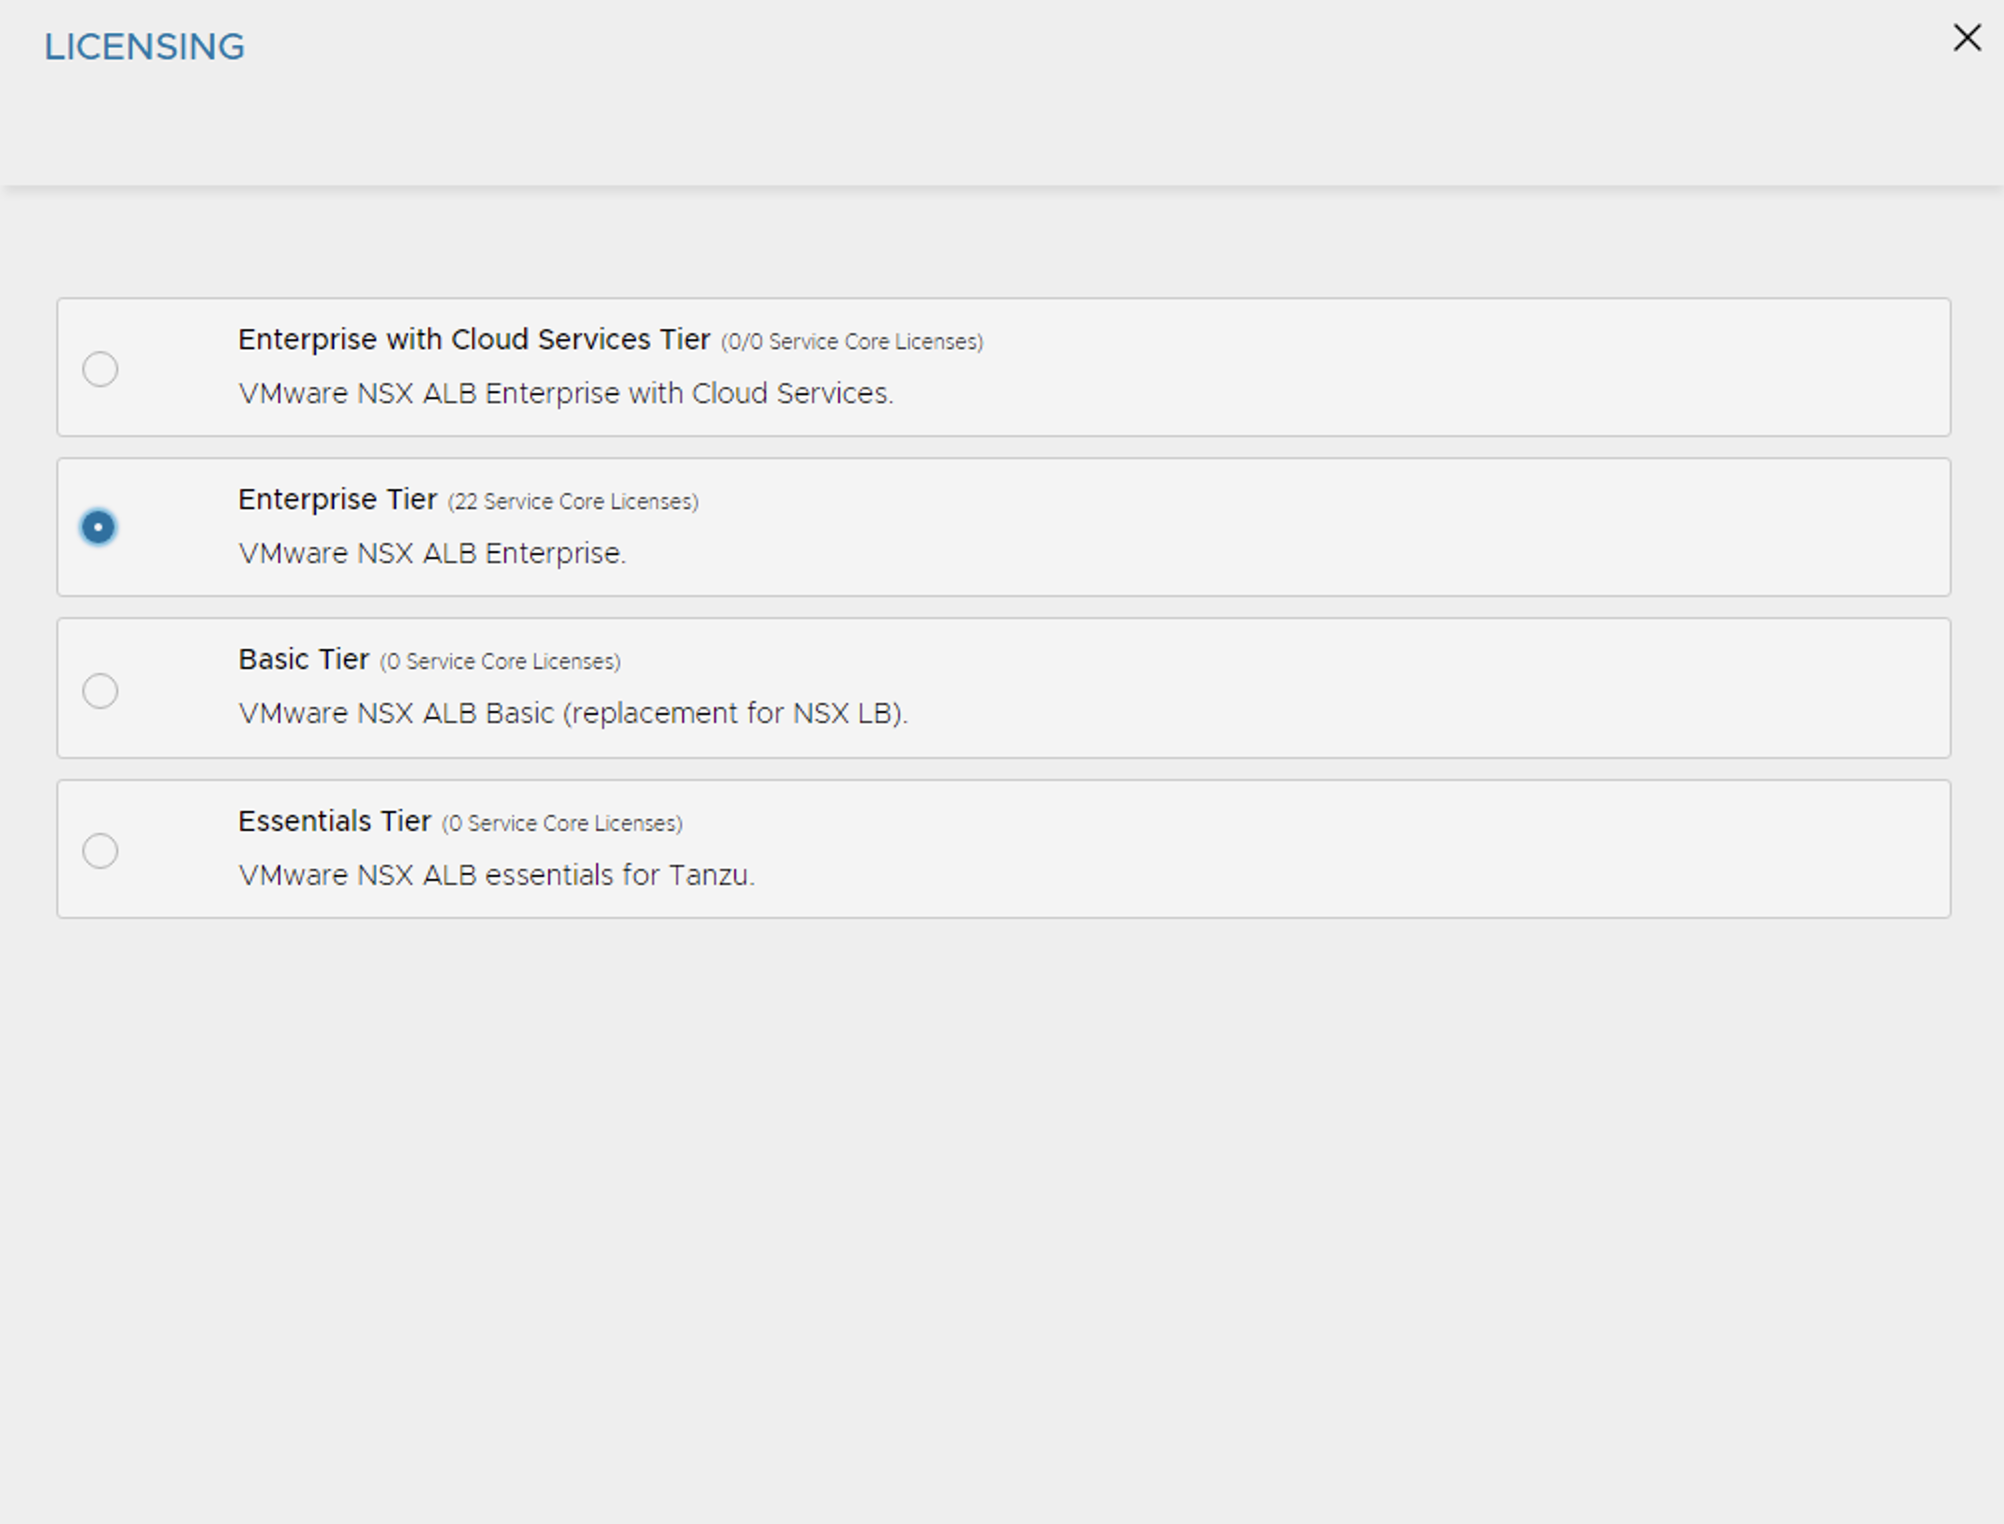 LICENSING
Enterprise with Cloud Services Tier (0/0 Service Core Licenses)
VMware NSX ALB Enterprise with Cloud Services.
Enterprise Tier (22 Service Core Licenses)
VMware NSX ALB Enterprise.
Basic Tier (0 Service Core Licenses)
VMware NSX ALB Basic (replacement for NSX LB).
Essentials Tier (0 Service Core Licenses)
VMware NSX ALB essentials for Tanzu.